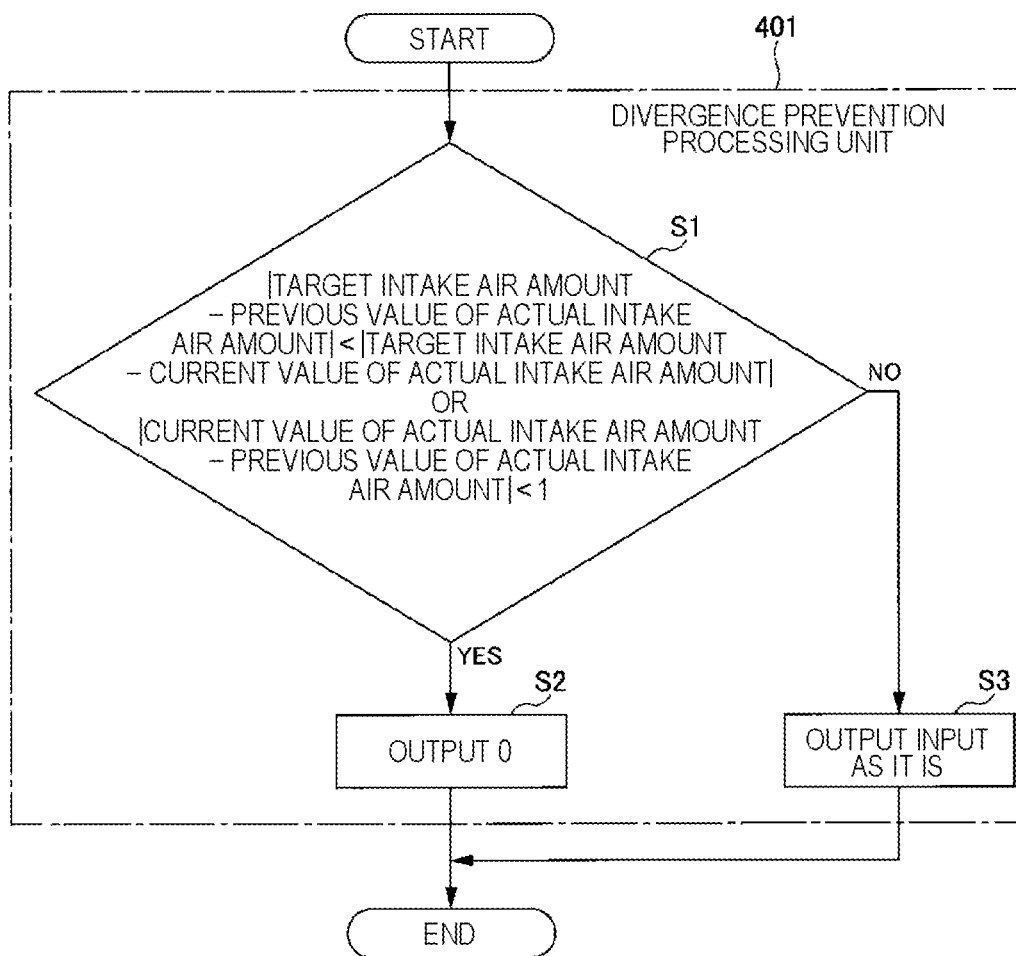 START
401
DIVERGENCE PREVENTION
PROCESSING UNIT
S1
|TARGET INTAKE AIR AMOUNT
– PREVIOUS VALUE OF ACTUAL INTAKE
AIR AMOUNT| < |TARGET INTAKE AIR AMOUNT
– CURRENT VALUE OF ACTUAL INTAKE AIR AMOUNT|
OR
|CURRENT VALUE OF ACTUAL INTAKE AIR AMOUNT
– PREVIOUS VALUE OF ACTUAL INTAKE
AIR AMOUNT| < 1
NO
YES
S2
OUTPUT 0
S3
OUTPUT INPUT
AS IT IS
END